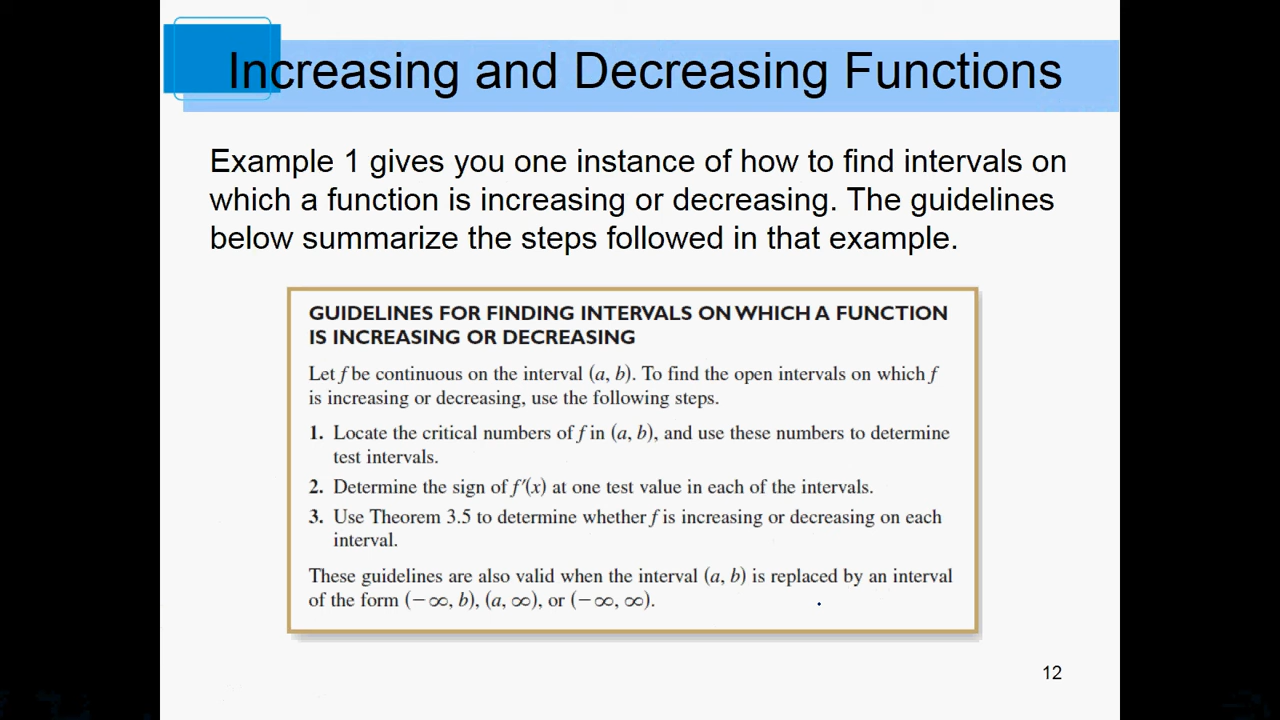 Increasing and Decreasing Functions
Example 1 gives you one instance of how to find intervals on
which a function is increasing or decreasing. The guidelines
below summarize the steps followed in that example.
GUIDELINES FOR FINDING INTERVALS ON WHICH A FUNCTION
IS INCREASING OR DECREASING
Let f be continuous on the interval (a, b). To find the open intervals on which f
is increasing or decreasing, use the following steps.
1. Locate the critical numbers of f in (a, b), and use these numbers to determine
test intervals.
2. Determine the sign of f′(x) at one test value in each of the intervals.
3. Use Theorem 3.5 to determine whether f is increasing or decreasing on each
interval.
These guidelines are also valid when the interval (a, b) is replaced by an interval
of the form (−∞, b), (a, ∞), or (−∞, ∞).
12